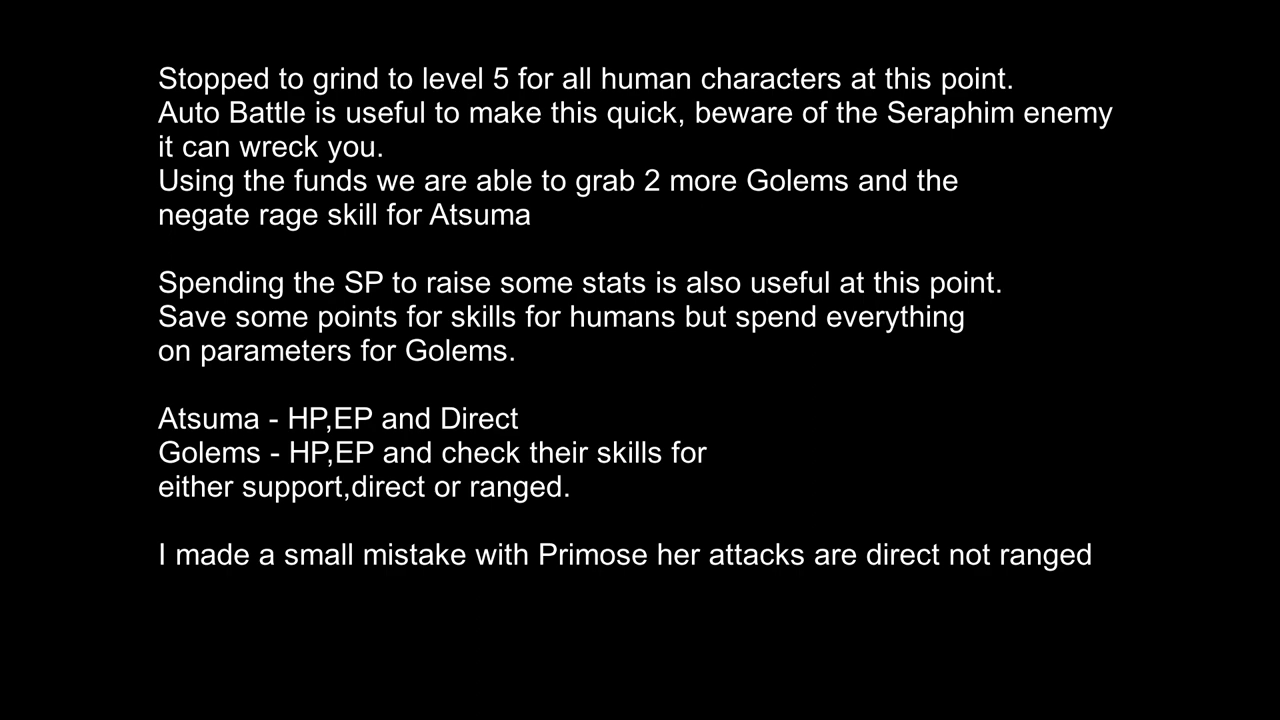 Stopped to grind to level 5 for all human characters at this point.
Auto Battle is useful to make this quick, beware of the Seraphim enemy
it can wreck you.
Using the funds we are able to grab 2 more Golems and the
negate rage skill for Atsuma
Spending the SP to raise some stats is also useful at this point.
Save some points for skills for humans but spend everything
on parameters for Golems.
Atsuma - HP,EP and Direct
Golems - HP,EP and check their skills for
either support,direct or ranged.
I made a small mistake with Primose her attacks are direct not ranged